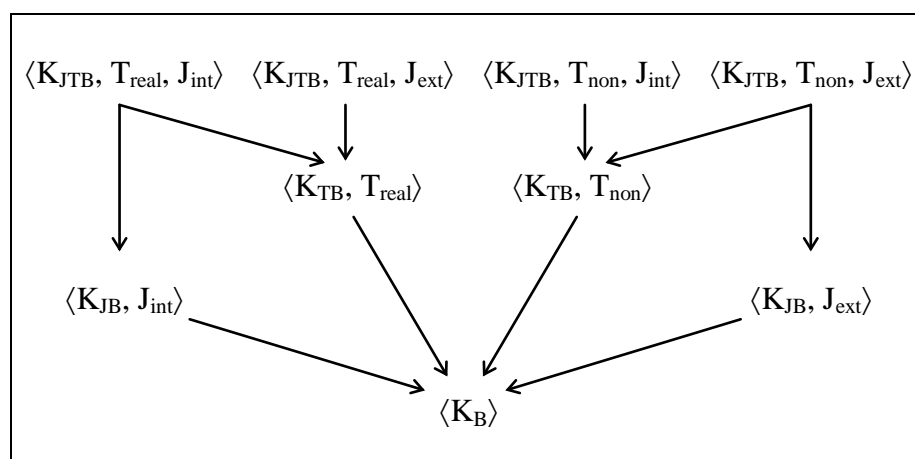 ⟨K_JTB, T_real, J_int⟩ ⟨K_JTB, T_real, J_ext⟩ ⟨K_JTB, T_non, J_int⟩ ⟨K_JTB, T_non, J_ext⟩
⟨K_TB, T_real⟩ ⟨K_TB, T_non⟩
⟨K_JB, J_int⟩ ⟨K_JB, J_ext⟩
⟨K_B⟩